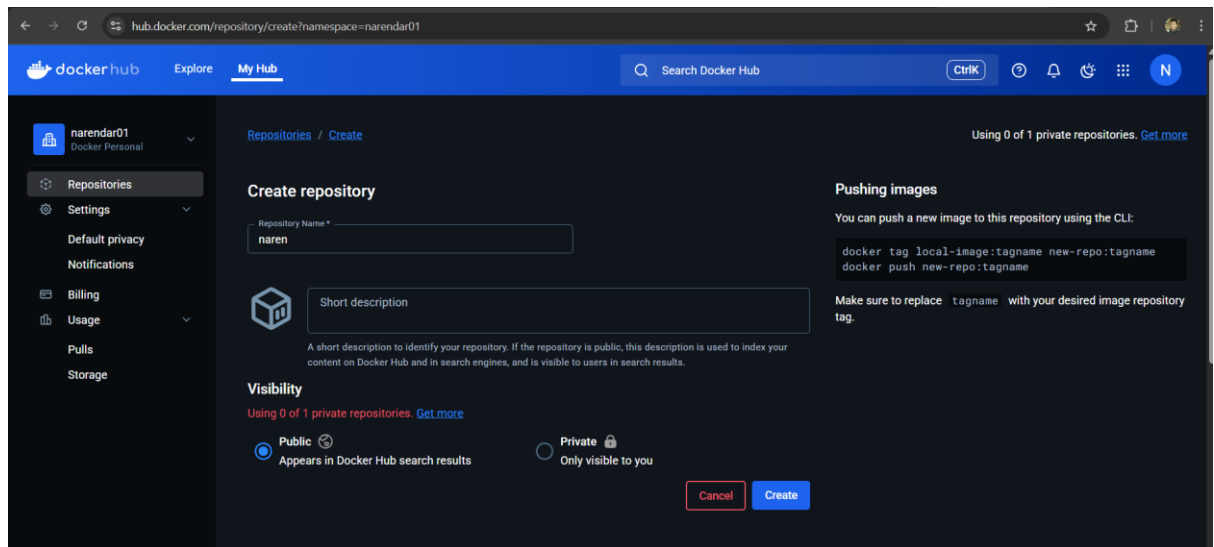 hub.docker.com/repository/create?namespace=narendar01
dockerhub
Explore
My Hub
Search Docker Hub
CtrlK
N
narendar01
Docker Personal
Repositories
Settings
Default privacy
Notifications
Billing
Usage
Pulls
Storage
Repositories / Create
Using 0 of 1 private repositories. Get more
Create repository
Repository Name *
naren
Short description
A short description to identify your repository. If the repository is public, this description is used to index your
content on Docker Hub and in search engines, and is visible to users in search results.
Visibility
Using 0 of 1 private repositories. Get more
Public
Appears in Docker Hub search results
Private
Only visible to you
Cancel
Create
Pushing images
You can push a new image to this repository using the CLI:
docker tag local-image:tagname new-repo:tagname
docker push new-repo:tagname
Make sure to replace tagname with your desired image repository
tag.